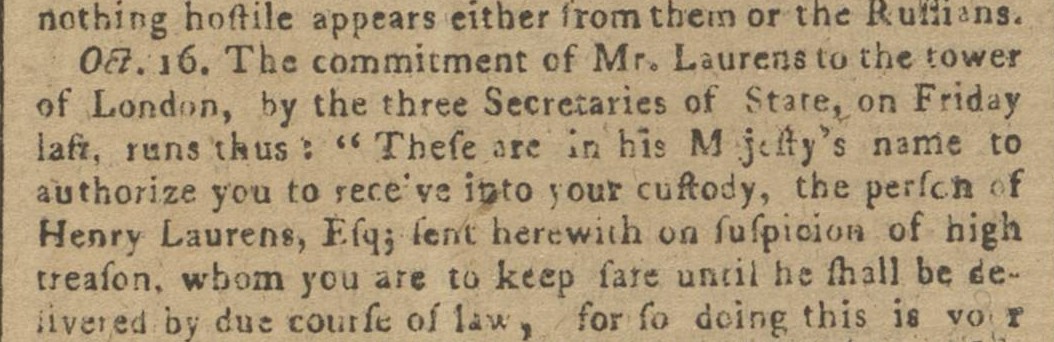 nothing hoſtile appears either from them or the Ruſſians.
Oct. 16. The commitment of Mr. Laurens to the tower
of London, by the three Secretaries of State, on Friday
laſt, runs thus: “ Theſe are in his M jeſty's name to
authorize you to rece've into your cuſtody, the perſon of
Henry Laurens, Eſq; ſent herewith on ſuſpicion of high
treaſon, whom you are to keep ſafe until he ſhall be de-
livered by due courſe of law, for ſo doing this is yo r